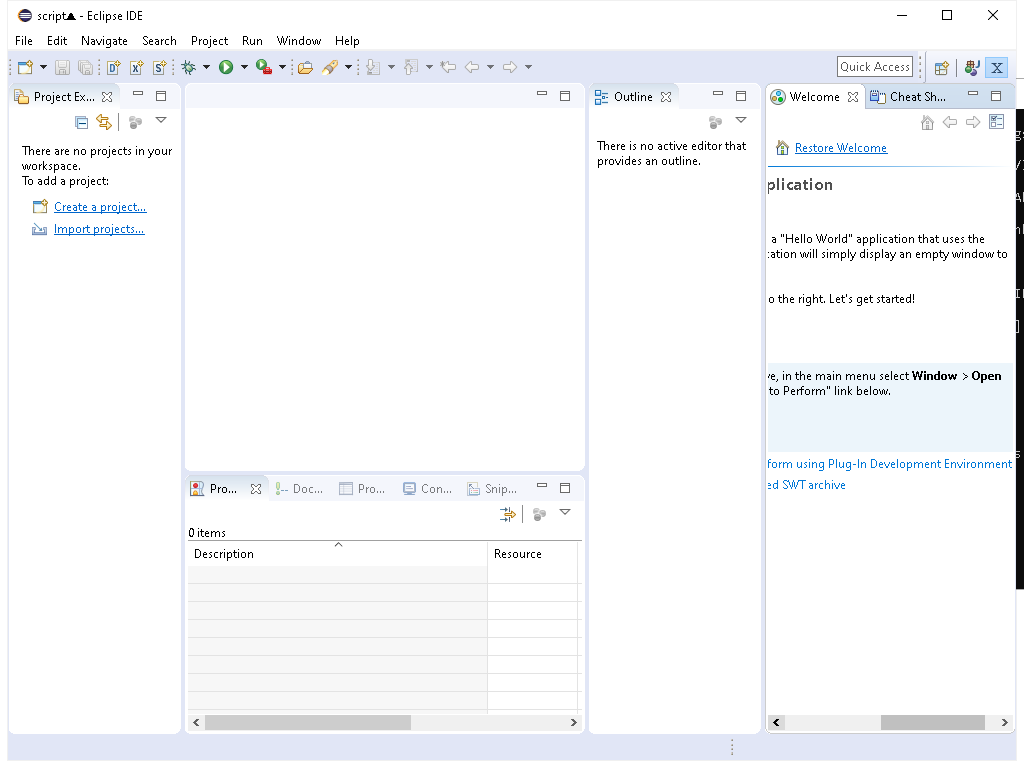 script▲ - Eclipse IDE
File Edit Navigate Search Project Run Window Help
Quick Access
Project Ex...
There are no projects in your
workspace.
To add a project:
Create a project...
Import projects...
Outline
There is no active editor that
provides an outline.
Welcome
Cheat Sh...
Restore Welcome
plication
a "Hello World" application that uses the
cation will simply display an empty window to
o the right. Let's get started!
ve, in the main menu select Window > Open
to Perform" link below.
form using Plug-In Development Environment
ed SWT archive
Pro... Doc... Pro... Con... Snip...
0 items
Description Resource